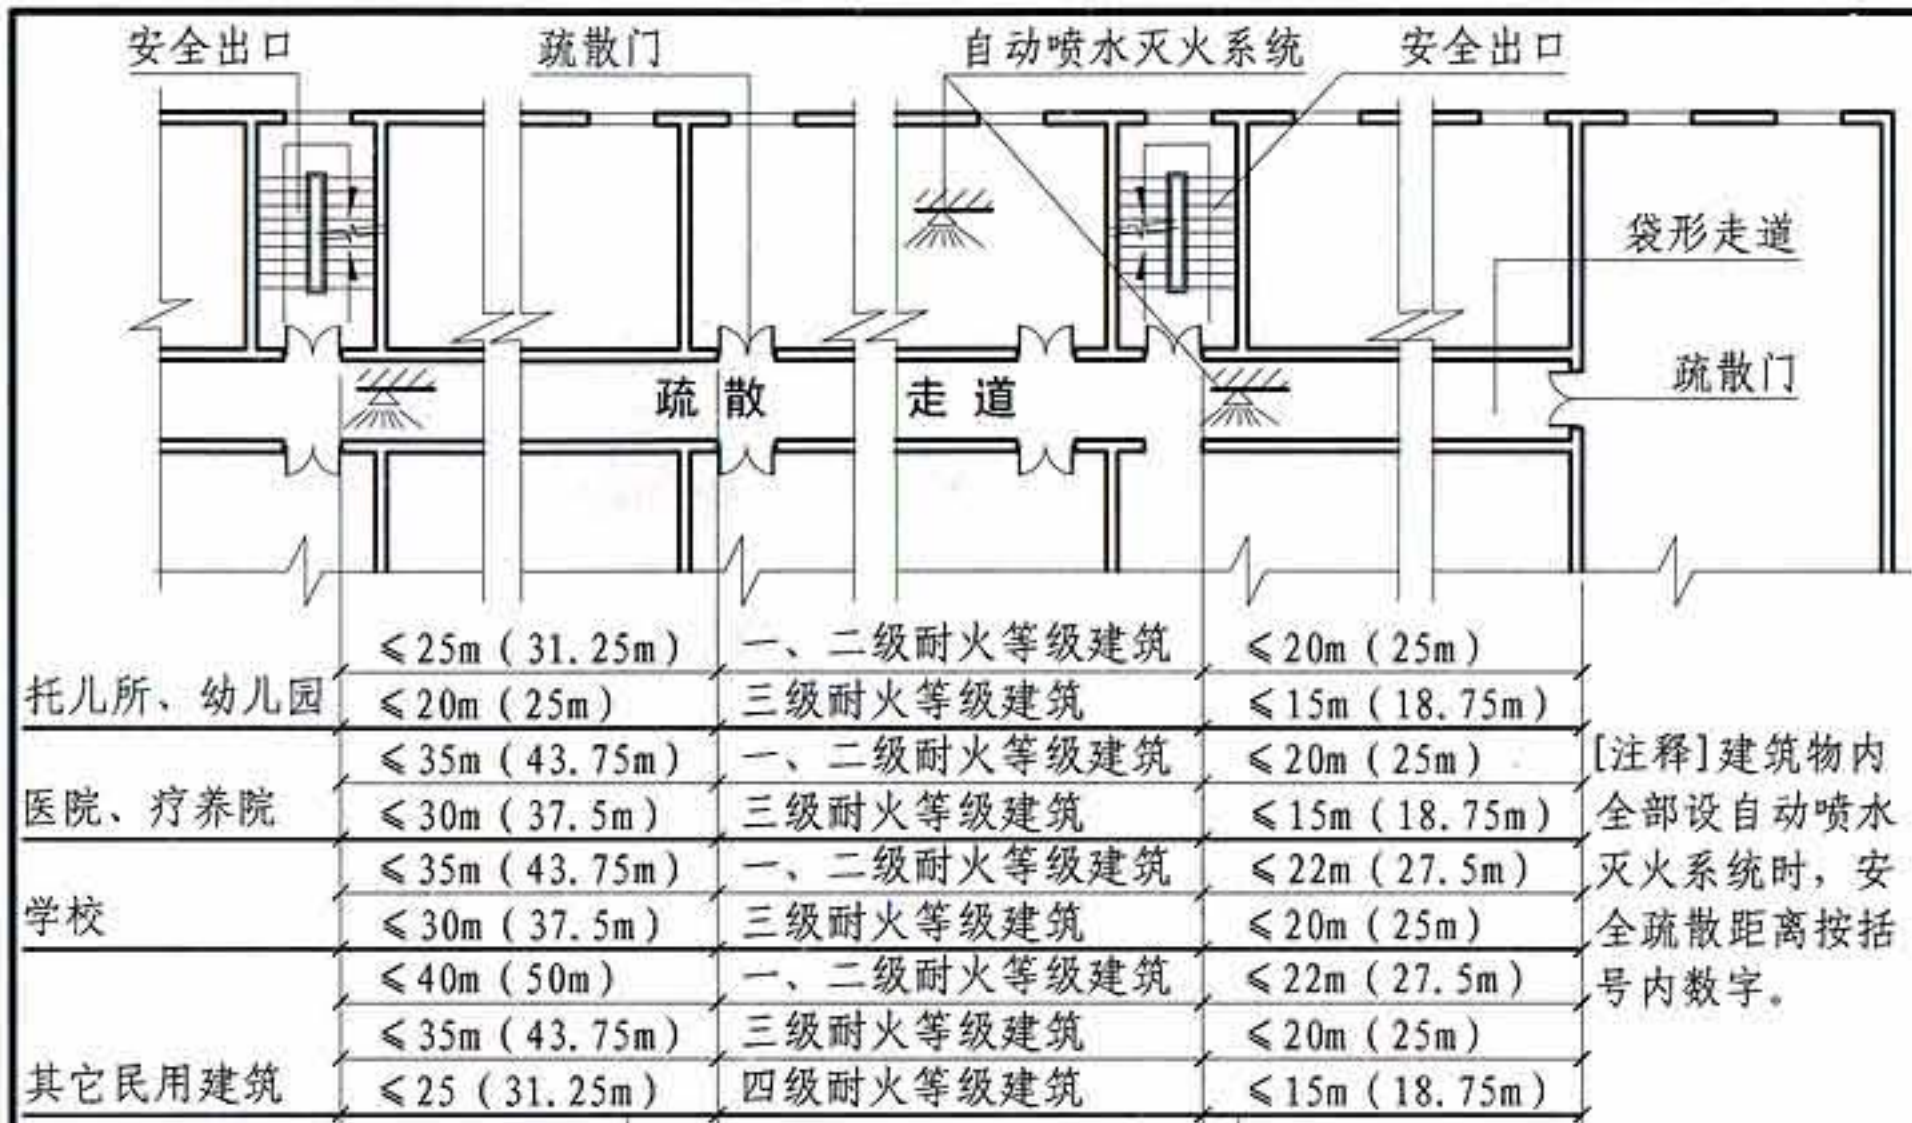 安全出口 疏散门 自动喷水灭火系统 安全出口
袋形走道
疏散门
疏散 走道
≤25m(31.25m) 一、二级耐火等级建筑 ≤20m(25m)
托儿所、幼儿园 ≤20m(25m) 三级耐火等级建筑 ≤15m(18.75m)
≤35m(43.75m) 一、二级耐火等级建筑 ≤20m(25m)
医院、疗养院 ≤30m(37.5m) 三级耐火等级建筑 ≤15m(18.75m)
≤35m(43.75m) 一、二级耐火等级建筑 ≤22m(27.5m)
学校 ≤30m(37.5m) 三级耐火等级建筑 ≤20m(25m)
≤40m(50m) 一、二级耐火等级建筑 ≤22m(27.5m)
≤35m(43.75m) 三级耐火等级建筑 ≤20m(25m)
其它民用建筑 ≤25(31.25m) 四级耐火等级建筑 ≤15m(18.75m)
[注释]建筑物内
全部设自动喷水
灭火系统时，安
全疏散距离按括
号内数字。